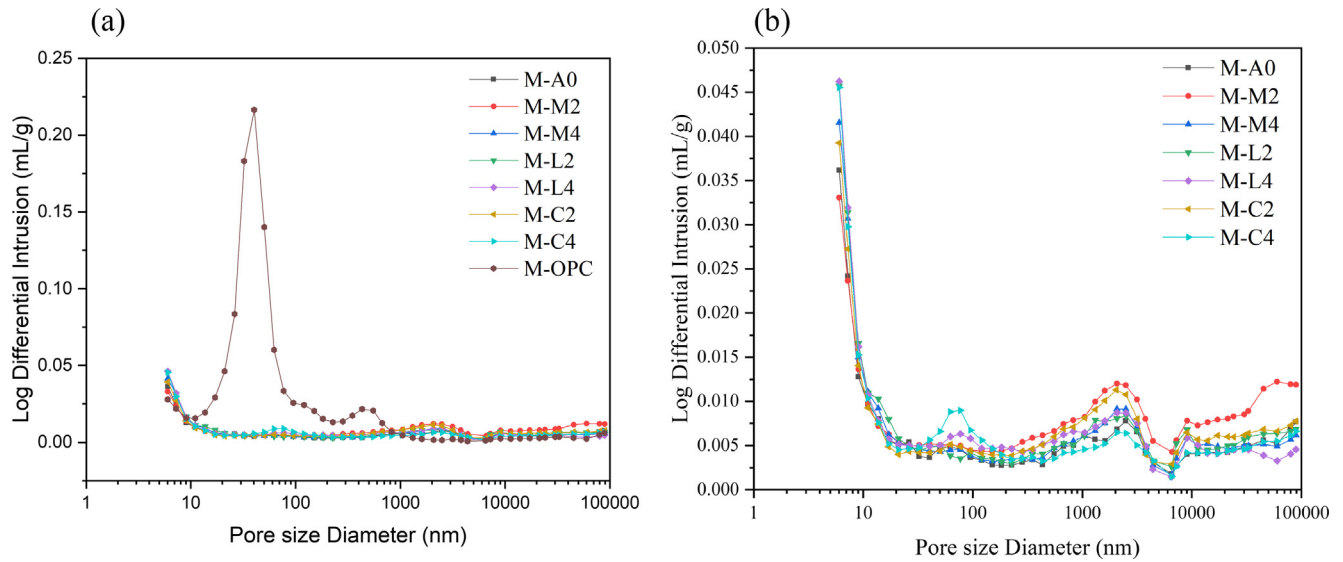 (a)
Log Differential Intrusion (mL/g)
0.25
0.20
0.15
0.10
0.05
0.00
1
10
100
1000
10000
100000
Pore size Diameter (nm)
M-A0
M-M2
M-M4
M-L2
M-L4
M-C2
M-C4
M-OPC
(b)
Log Differential Intrusion (mL/g)
0.050
0.045
0.040
0.035
0.030
0.025
0.020
0.015
0.010
0.005
0.000
1
10
100
1000
10000
100000
Pore size Diameter (nm)
M-A0
M-M2
M-M4
M-L2
M-L4
M-C2
M-C4